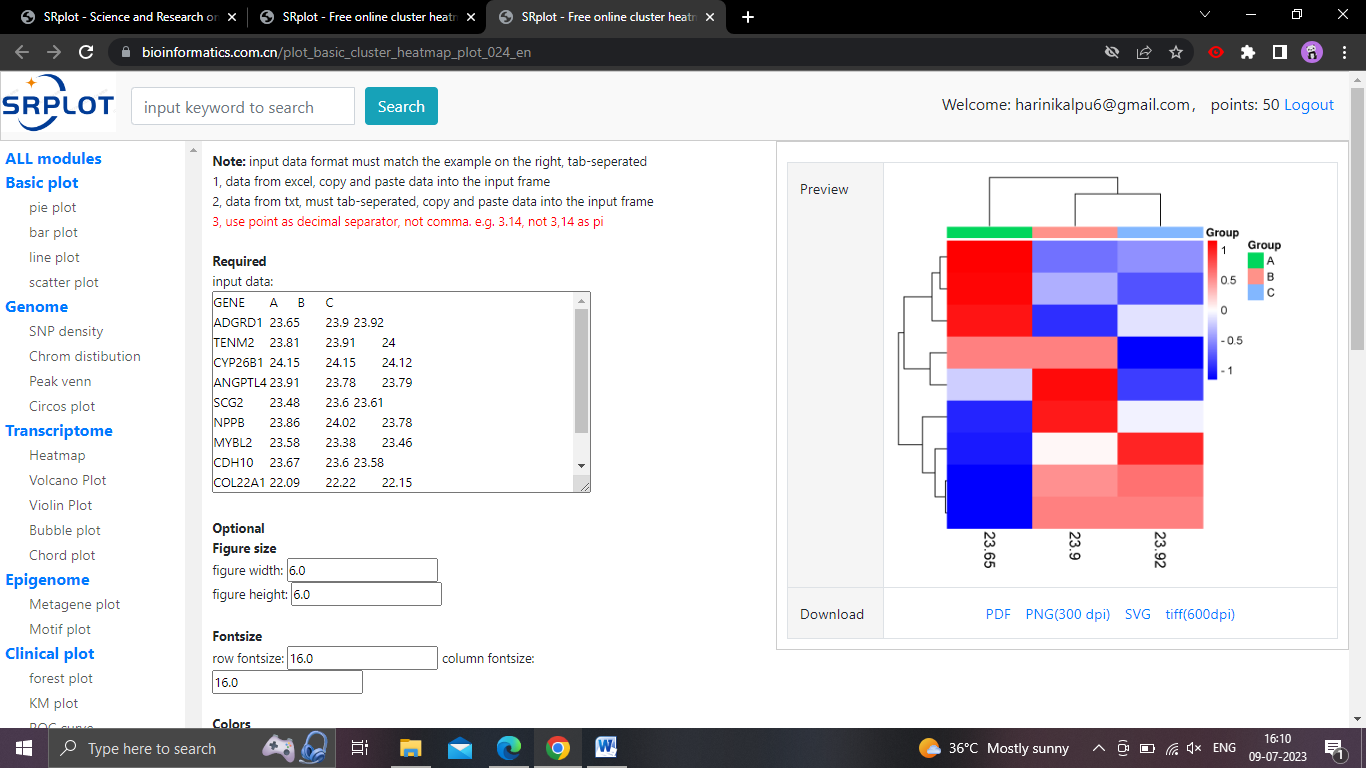 SRplot - Science and Research or
SRplot - Free online cluster heatm
SRplot - Free online cluster heatm
bioinformatics.com.cn/plot_basic_cluster_heatmap_plot_024_en
SRPLOT
input keyword to search
Search
Welcome: harinikalpu6@gmail.com, points: 50 Logout
ALL modules
Basic plot
pie plot
bar plot
line plot
scatter plot
Genome
SNP density
Chrom distibution
Peak venn
Circos plot
Transcriptome
Heatmap
Volcano Plot
Violin Plot
Bubble plot
Chord plot
Epigenome
Metagene plot
Motif plot
Clinical plot
forest plot
KM plot
ROC curve
Note: input data format must match the example on the right, tab-seperated
1, data from excel, copy and paste data into the input frame
2, data from txt, must tab-seperated, copy and paste data into the input frame
3, use point as decimal separator, not comma. e.g. 3.14, not 3,14 as pi
Required
input data:
GENE A B C
ADGRD1 23.65 23.9 23.92
TENM2 23.81 23.91 24
CYP26B1 24.15 24.15 24.12
ANGPTL4 23.91 23.78 23.79
SCG2 23.48 23.6 23.61
NPPB 23.86 24.02 23.78
MYBL2 23.58 23.38 23.46
CDH10 23.67 23.6 23.58
COL22A1 22.09 22.22 22.15
Optional
Figure size
figure width: 6.0
figure height: 6.0
Fontsize
row fontsize: 16.0 column fontsize:
16.0
Colors
Preview
Group
1
0.5
0
-0.5
-1
Group
A
B
C
23.65
23.9
23.92
Download
PDF PNG(300 dpi) SVG tiff(600dpi)
Type here to search
36°C Mostly sunny
ENG
16:10
09-07-2023
1